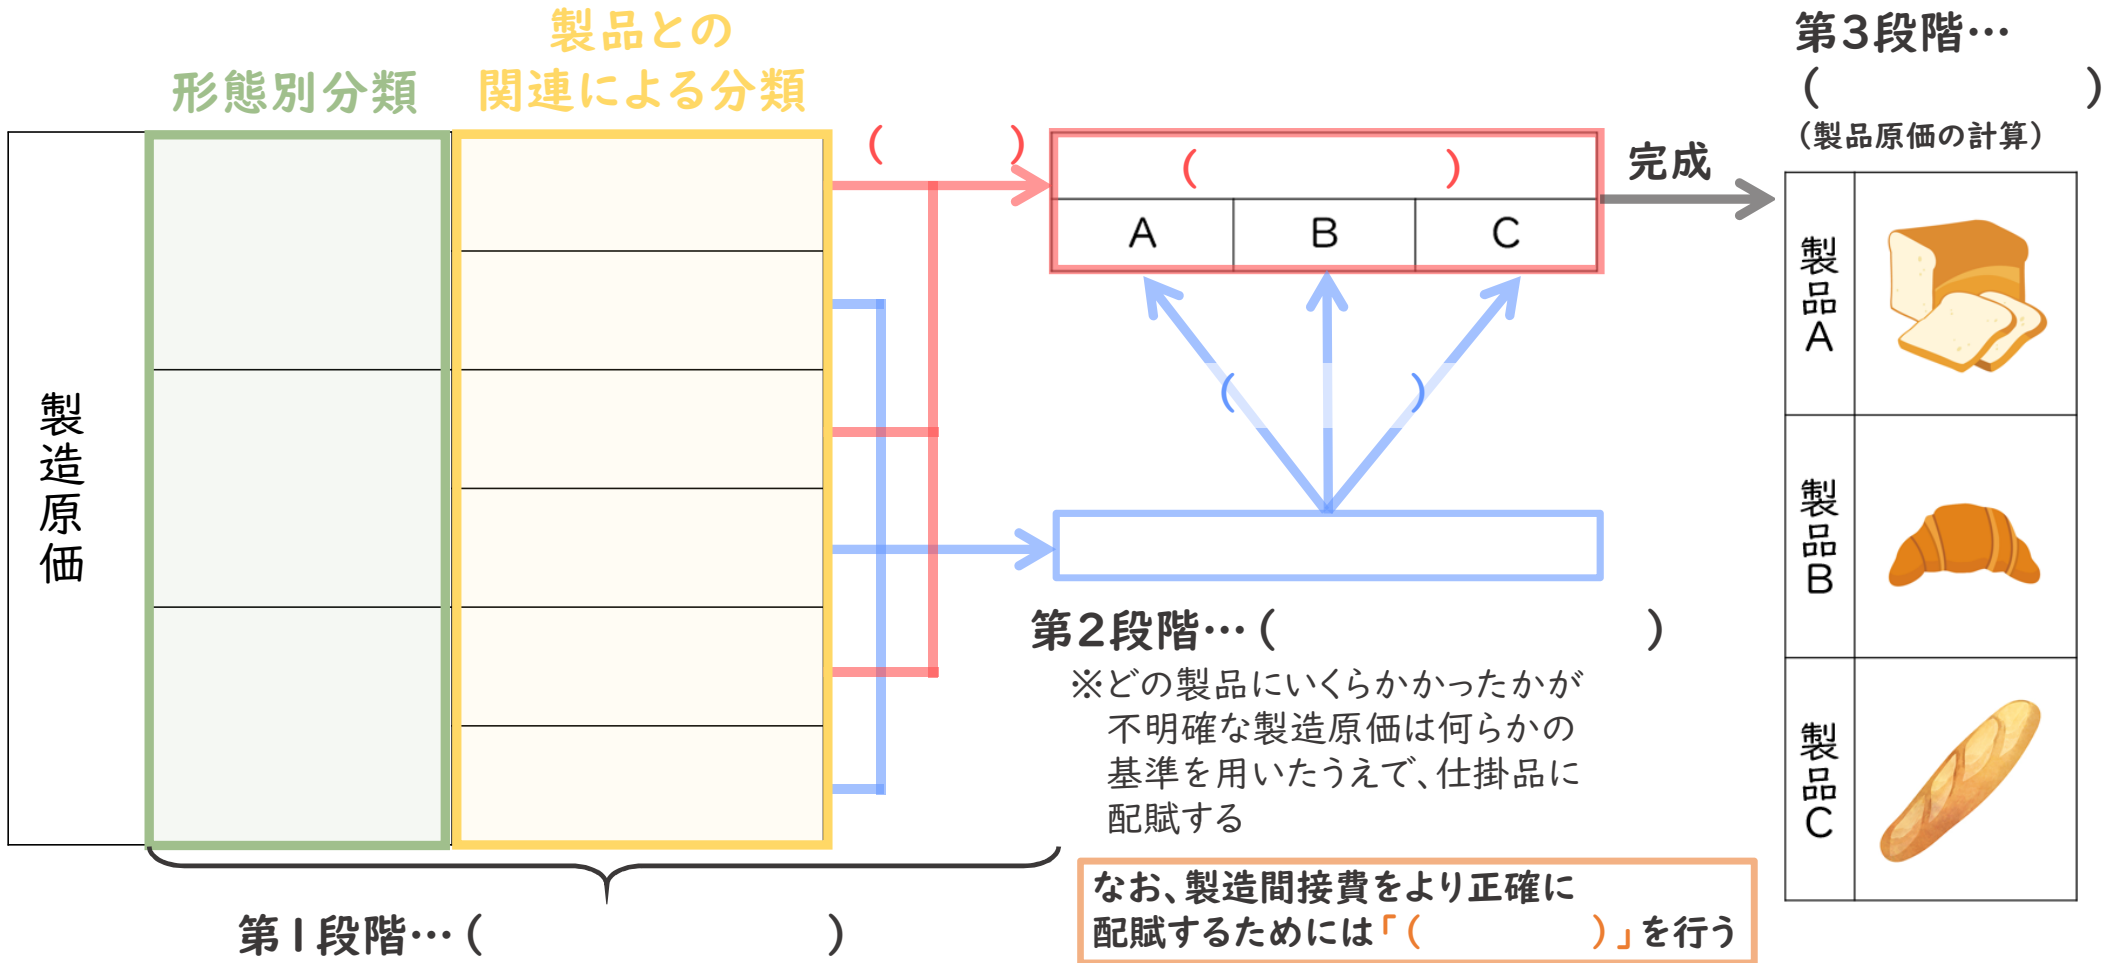 製品との
関連による分類
形態別分類
製造原価
(　　　)
(　　　　　　)
A　B　C
(　　　　　)
完成
第3段階…
(　　　　　　　)
(製品原価の計算)
製品A
製品B
製品C
第2段階…(　　　　　　　　　)
※どの製品にいくらかかったかが
不明確な製造原価は何らかの
基準を用いたうえで、仕掛品に
配賦する
なお、製造間接費をより正確に
配賦するためには「(　　　　)」を行う
第1段階…(　　　　　　　　)